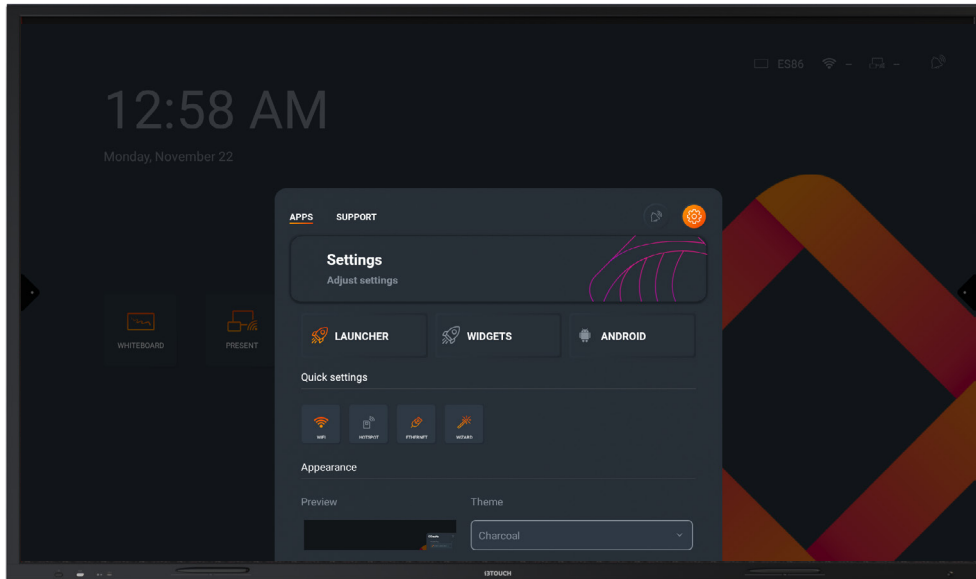 ES86 – –
12:58 AM
Monday, November 22
APPS SUPPORT
Settings
Adjust settings
LAUNCHER WIDGETS ANDROID
WHITEBOARD PRESENT
Quick settings
WIFI HOTSPOT ETHERNET WIZARD
Appearance
Preview Theme
Charcoal
i3TOUCH